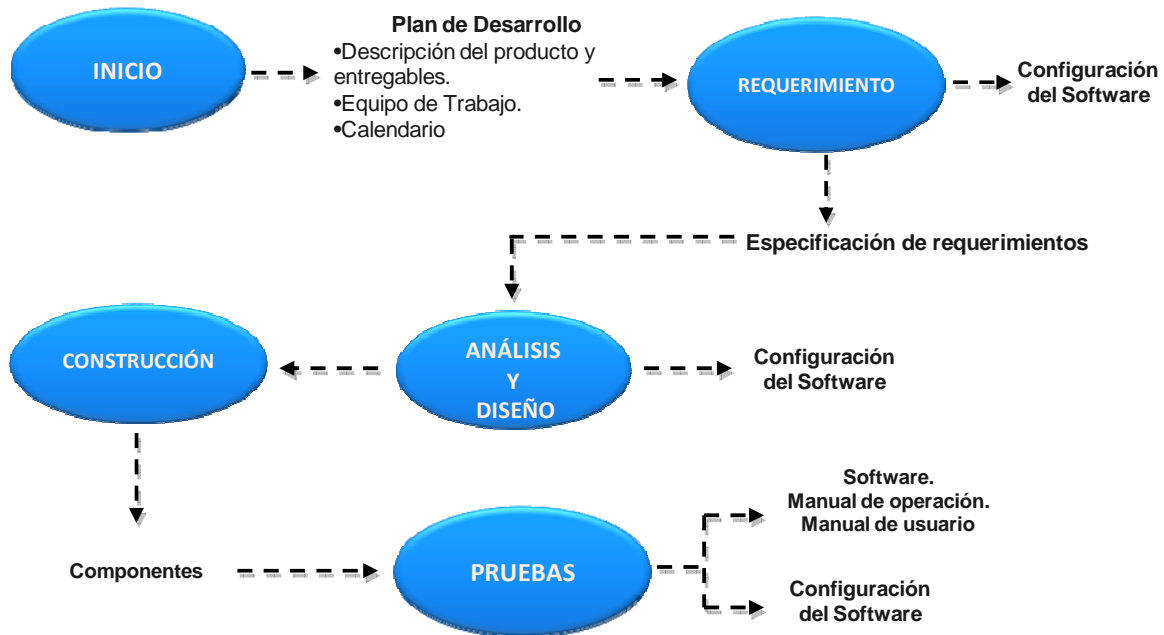 INICIO
Plan de Desarrollo
•Descripción del producto y
entregables.
•Equipo de Trabajo.
•Calendario
REQUERIMIENTO
Configuración
del Software
Especificación de requerimientos
CONSTRUCCIÓN
ANÁLISIS
Y
DISEÑO
Configuración
del Software
Componentes
PRUEBAS
Software.
Manual de operación.
Manual de usuario
Configuración
del Software